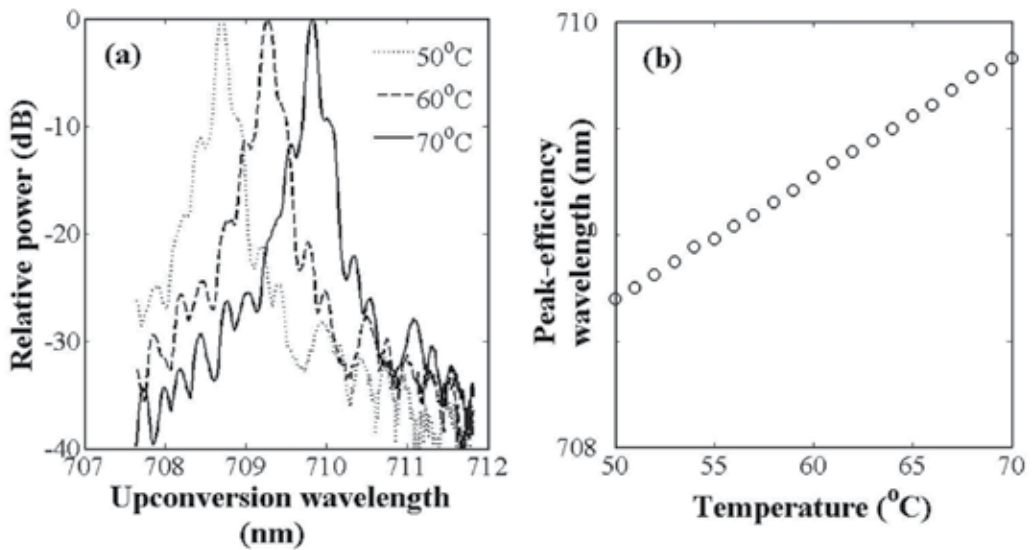 (a)
0
-10
-20
-30
-40
Relative power (dB)
50⁰C
60⁰C
70⁰C
707 708 709 710 711 712
Upconversion wavelength
(nm)
(b)
710
708
Peak-efficiency
wavelength (nm)
50 55 60 65 70
Temperature (⁰C)